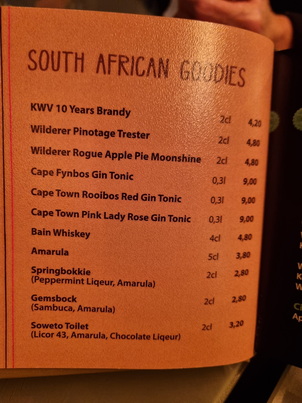 SOUTH AFRICAN GOODIES
KWV 10 Years Brandy 2cl 4,20
Wilderer Pinotage Trester 2cl 4,80
Wilderer Rogue Apple Pie Moonshine 2cl 4,80
Cape Fynbos Gin Tonic 0,3l 9,00
Cape Town Rooibos Red Gin Tonic 0,3l 9,00
Cape Town Pink Lady Rose Gin Tonic 0,3l 9,00
Bain Whiskey 4cl 4,80
Amarula 5cl 3,80
Springbokkie 2cl 2,80
(Peppermint Liqeur, Amarula)
Gemsbock 2cl 2,80
(Sambuca, Amarula)
Soweto Toilet 2cl 3,20
(Licor 43, Amarula, Chocolate Liqeur)